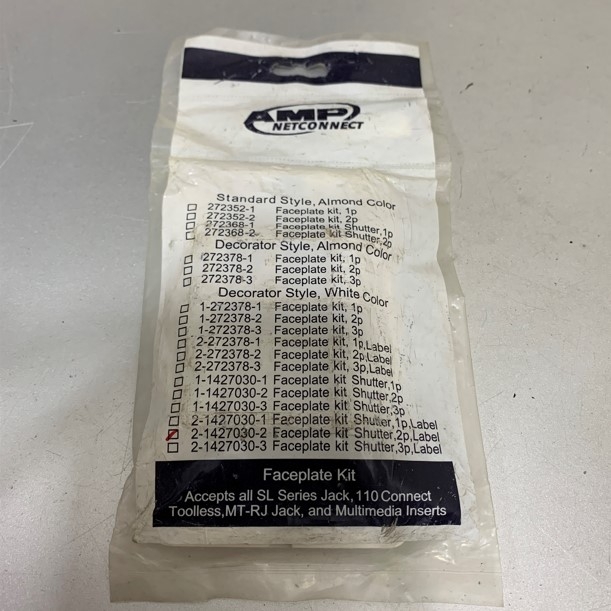 AMP
NETCONNECT
Standard Style, Almond Color
272352-1 Faceplate kit, 1p
272352-2 Faceplate kit, 2p
272368-1 Faceplate kit Shutter,1p
272368-2 Faceplate kit Shutter,2p
Decorator Style, Almond Color
272378-1 Faceplate kit, 1p
272378-2 Faceplate kit, 2p
272378-3 Faceplate kit, 3p
Decorator Style, White Color
1-272378-1 Faceplate kit, 1p
1-272378-2 Faceplate kit, 2p
1-272378-3 Faceplate kit, 3p
2-272378-1 Faceplate kit, 1p,Label
2-272378-2 Faceplate kit, 2p,Label
2-272378-3 Faceplate kit, 3p,Label
1-1427030-1 Faceplate kit Shutter,1p
1-1427030-2 Faceplate kit Shutter,2p
1-1427030-3 Faceplate kit Shutter,3p
2-1427030-1 Faceplate kit Shutter,1p,Label
2-1427030-2 Faceplate kit Shutter,2p,Label
2-1427030-3 Faceplate kit Shutter,3p,Label
Faceplate Kit
Accepts all SL Series Jack, 110 Connect
Toolless,MT-RJ Jack, and Multimedia Inserts